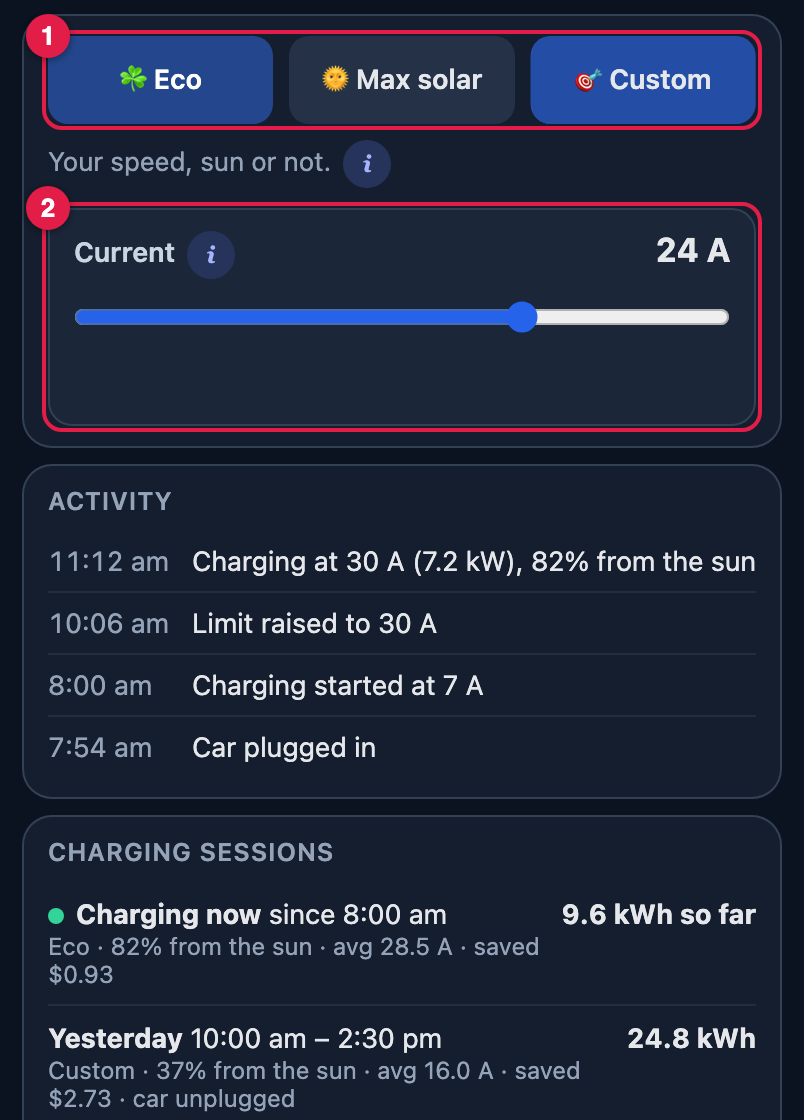 1
☘️ Eco
🌞 Max solar
🎯 Custom
Your speed, sun or not. i
2
Current i
24 A
ACTIVITY
11:12 am Charging at 30 A (7.2 kW), 82% from the sun
10:06 am Limit raised to 30 A
8:00 am Charging started at 7 A
7:54 am Car plugged in
CHARGING SESSIONS
Charging now since 8:00 am 9.6 kWh so far
Eco · 82% from the sun · avg 28.5 A · saved
$0.93
Yesterday 10:00 am – 2:30 pm 24.8 kWh
Custom · 37% from the sun · avg 16.0 A · saved
$2.73 · car unplugged